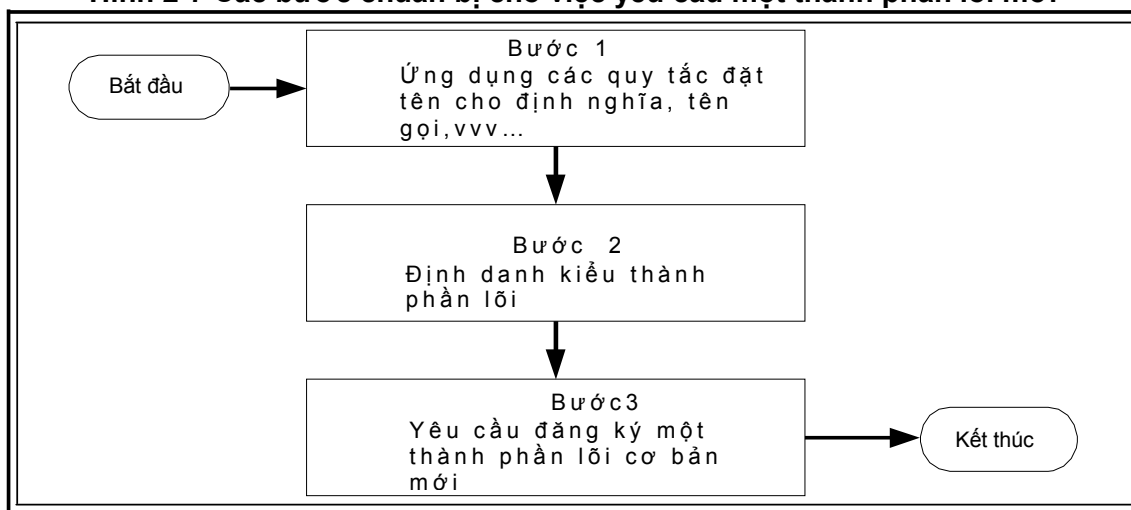 Bắt đầu
Bước 1
Ứng dụng các quy tắc đặt
tên cho định nghĩa, tên
gọi,vvv...
Bước 2
Định danh kiểu thành
phần lõi
Bước3
Yêu cầu đăng ký một
thành phần lõi cơ bản
mới
Kết thúc